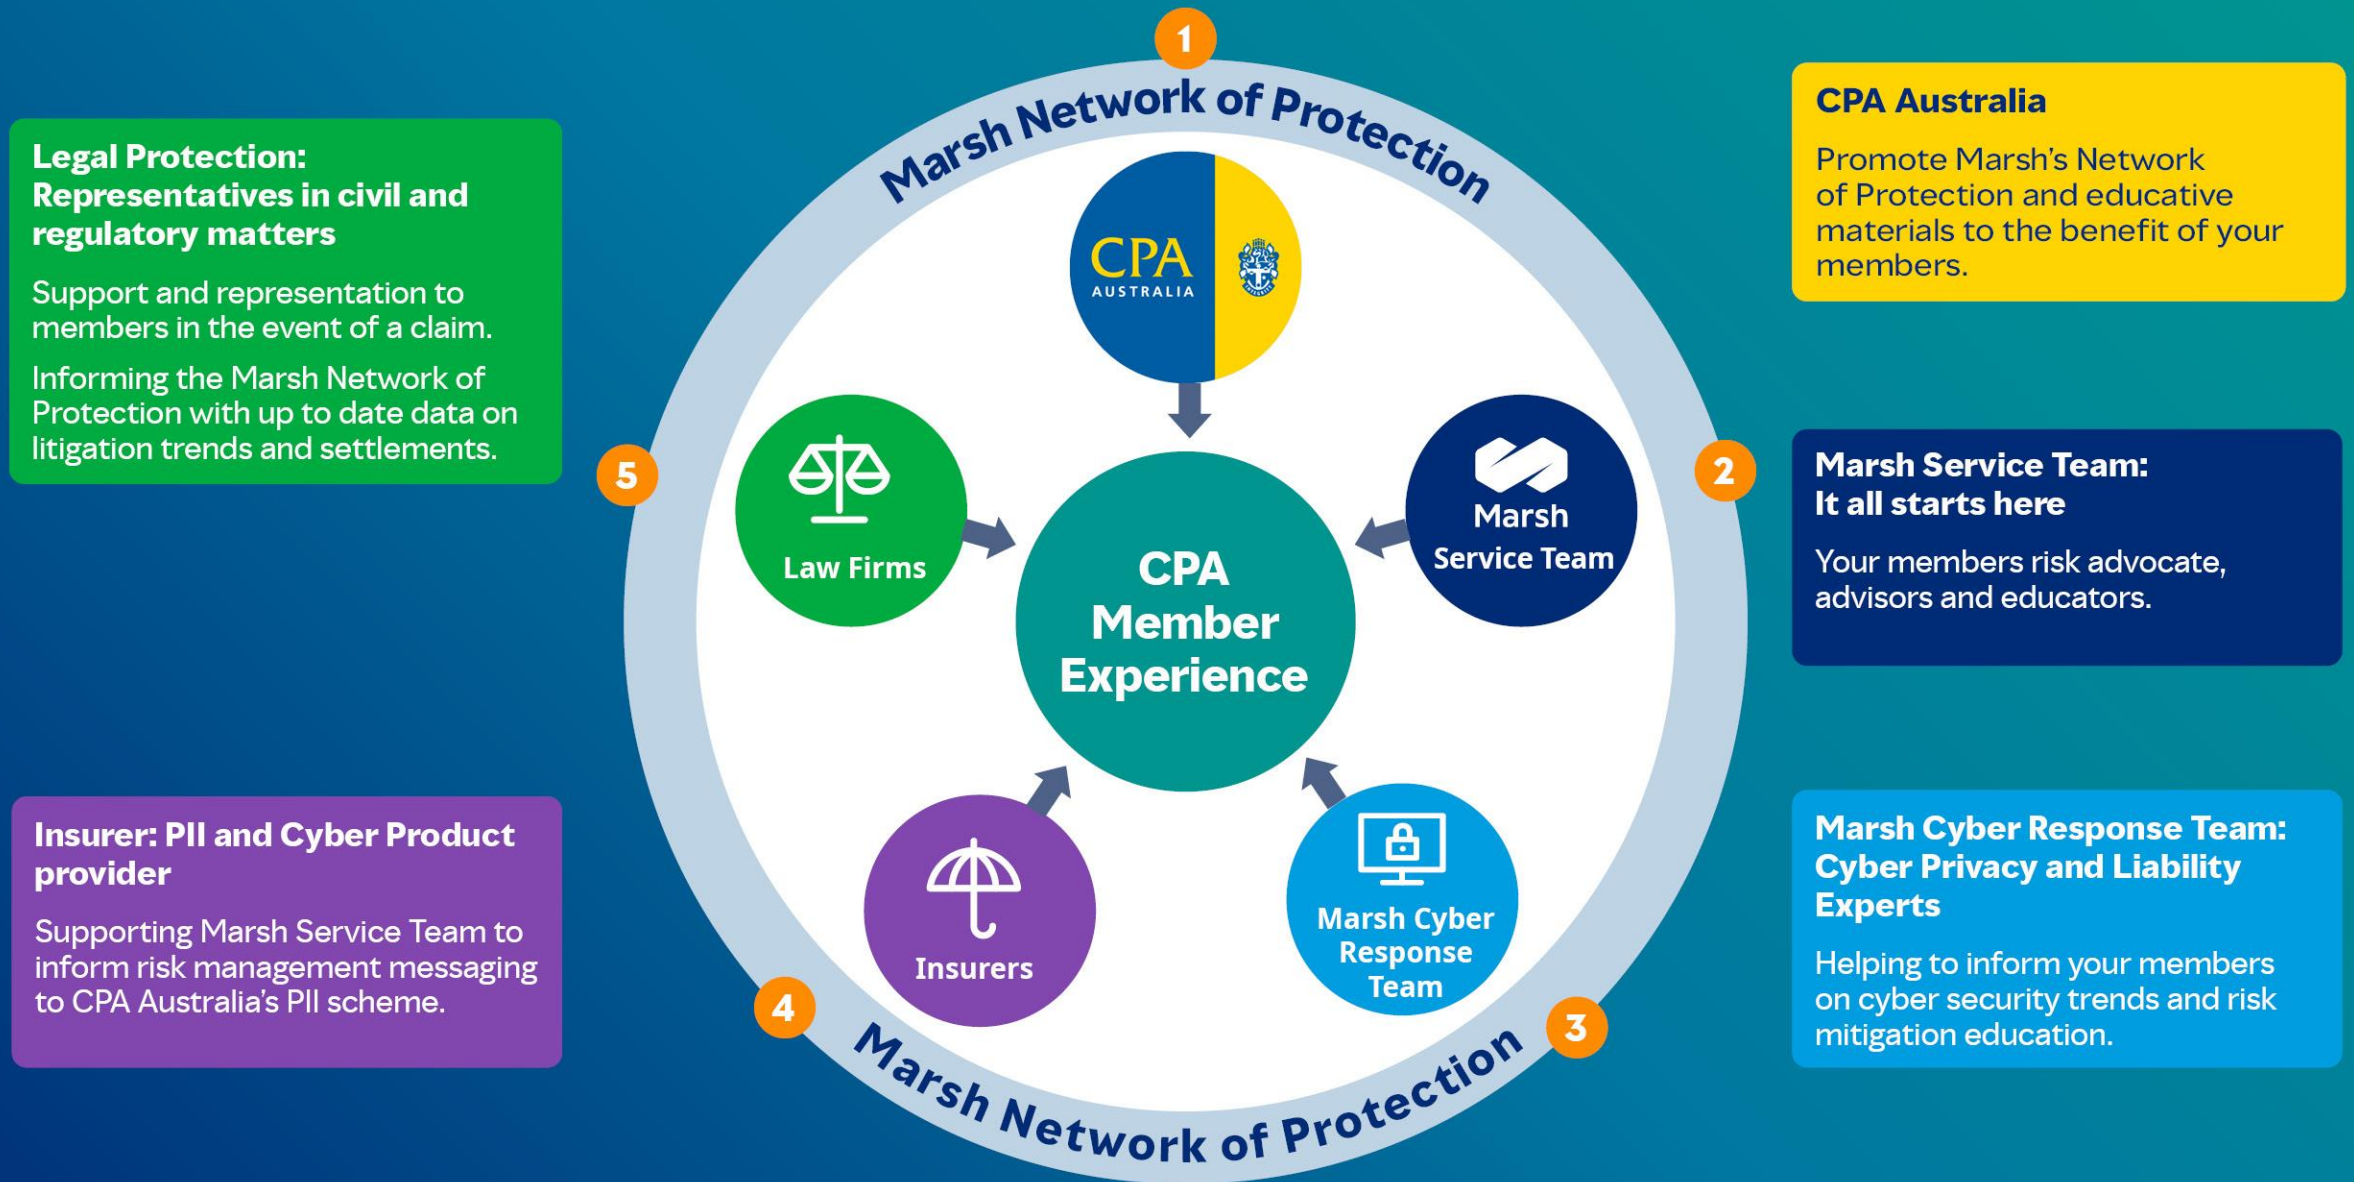 1
Marsh Network of Protection
CPA
AUSTRALIA
INTEGRITY
CPA Australia
Promote Marsh's Network
of Protection and educative
materials to the benefit of your
members.
2
Marsh
Service Team
Marsh Service Team:
It all starts here
Your members risk advocate,
advisors and educators.
3
Marsh Cyber
Response
Team
Marsh Cyber Response Team:
Cyber Privacy and Liability
Experts
Helping to inform your members
on cyber security trends and risk
mitigation education.
4
Insurers
Insurer: PII and Cyber Product
provider
Supporting Marsh Service Team to
inform risk management messaging
to CPA Australia's PII scheme.
5
Law Firms
Legal Protection:
Representatives in civil and
regulatory matters
Support and representation to
members in the event of a claim.
Informing the Marsh Network of
Protection with up to date data on
litigation trends and settlements.
CPA
Member
Experience
Marsh Network of Protection